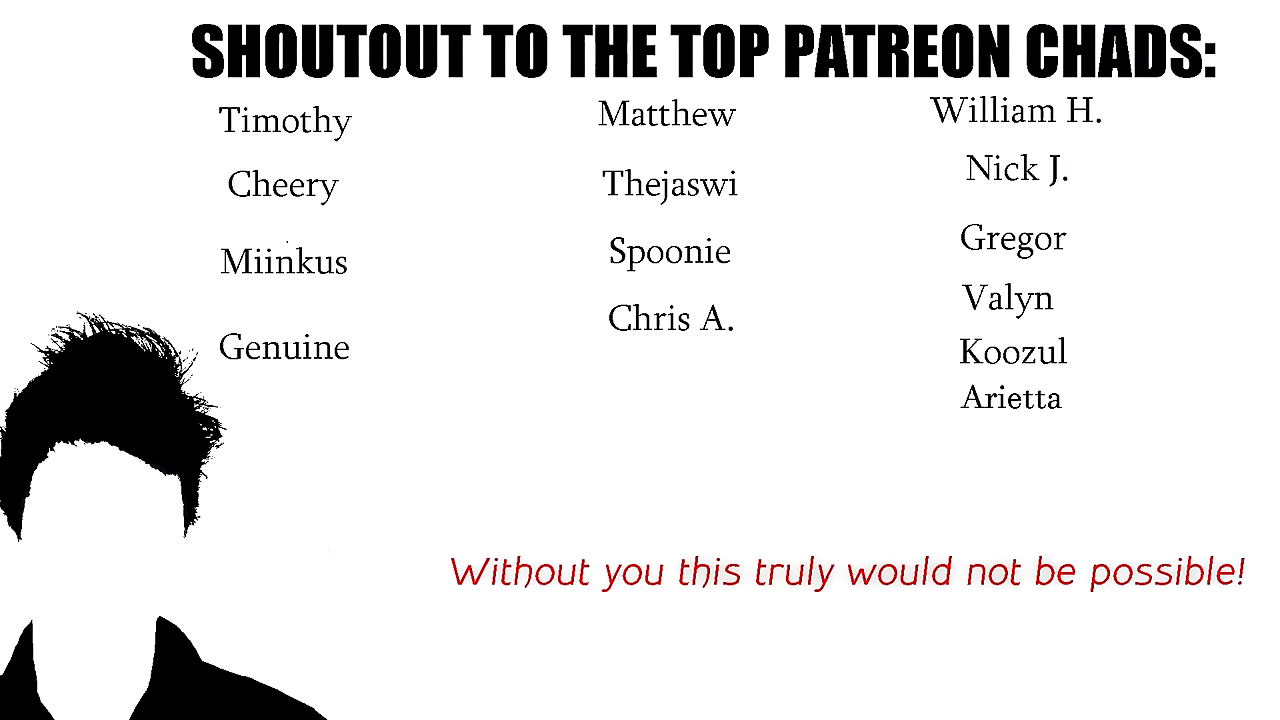 SHOUTOUT TO THE TOP PATREON CHADS:
Timothy
Cheery
Miinkus
Genuine
Matthew
Thejaswi
Spoonie
Chris A.
William H.
Nick J.
Gregor
Valyn
Koozul
Arietta
Without you this truly would not be possible!